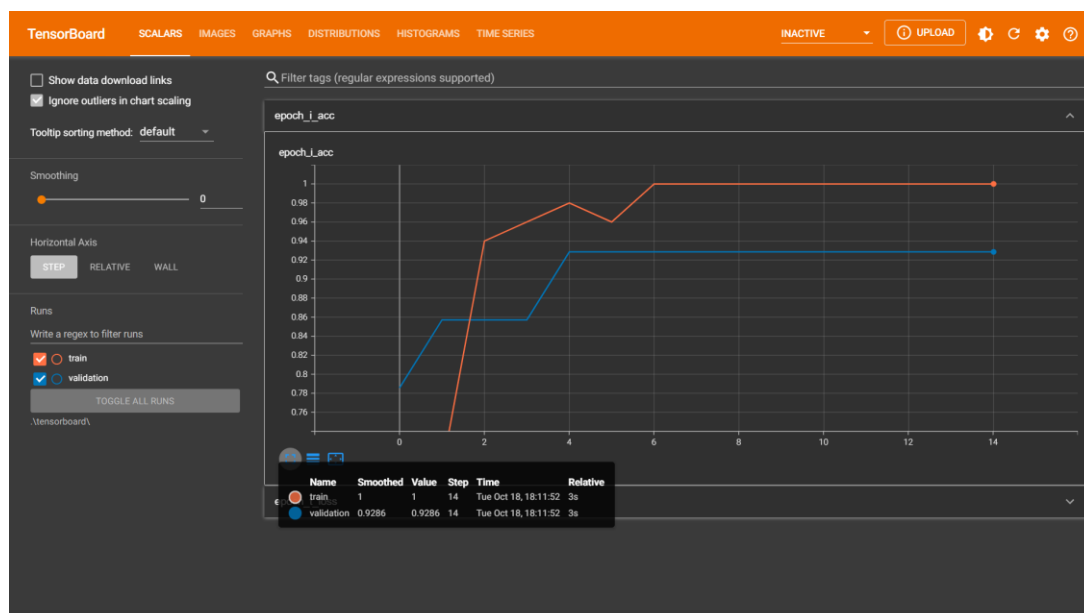 TensorBoard SCALARS IMAGES GRAPHS DISTRIBUTIONS HISTOGRAMS TIME SERIES INACTIVE UPLOAD
Show data download links
Ignore outliers in chart scaling
Tooltip sorting method: default
Smoothing
0
Horizontal Axis
STEP RELATIVE WALL
Runs
Write a regex to filter runs
train
validation
TOGGLE ALL RUNS
.\tensorboard\
Filter tags (regular expressions supported)
epoch_i_acc
epoch_i_acc
1
0.98
0.96
0.94
0.92
0.9
0.88
0.86
0.84
0.82
0.8
0.78
0.76
0 2 4 6 8 10 12 14
Name Smoothed Value Step Time Relative
train 1 1 14 Tue Oct 18, 18:11:52 3s
validation 0.9286 0.9286 14 Tue Oct 18, 18:11:52 3s